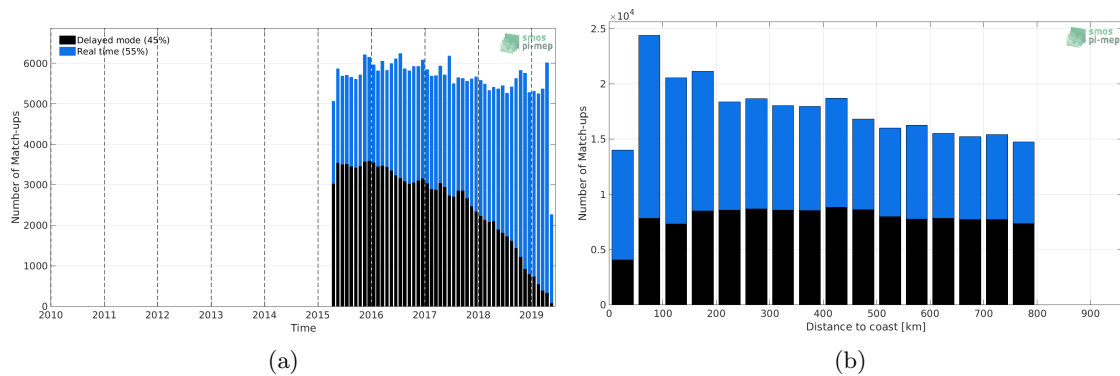 Delayed mode (45%)
Real time (55%)
smos
pi-mep
Number of Match-ups
6000
5000
4000
3000
2000
1000
0
2010 2011 2012 2013 2014 2015 2016 2017 2018 2019
Time
(a)
×10⁴
smos
pi-mep
Number of Match-ups
2.5
2
1.5
1
0.5
0
0 100 200 300 400 500 600 700 800 900
Distance to coast [km]
(b)